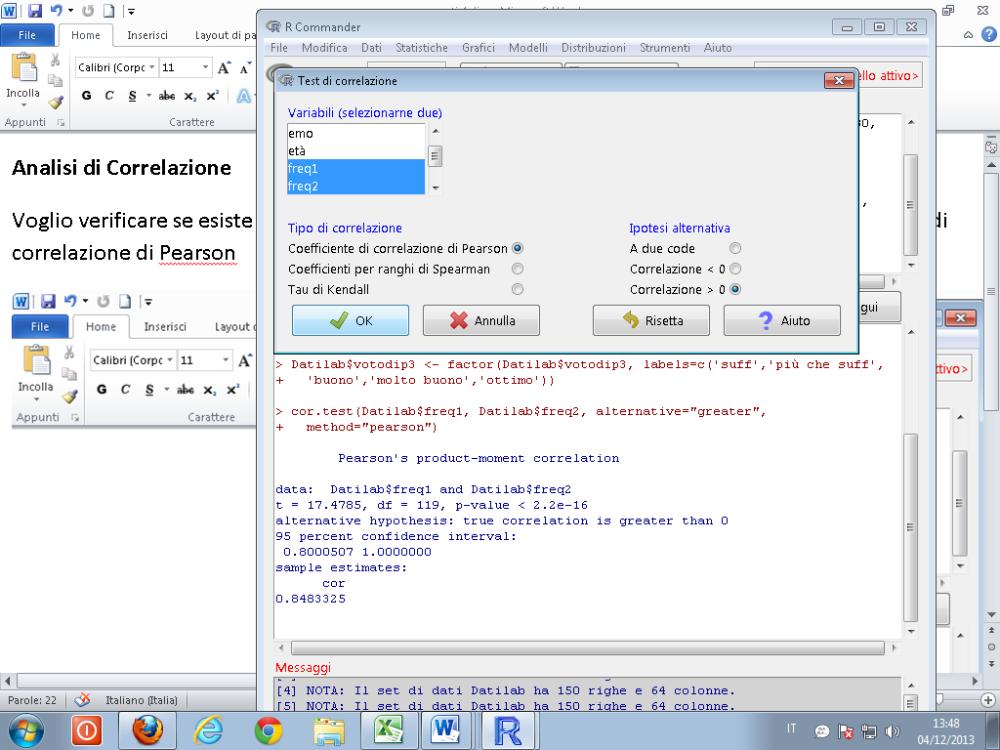 R Commander
File
Home
Inserisci
Layout di pa
File Modifica Dati Statistiche Grafici Modelli Distribuzioni Strumenti Aiuto
Incolla
Calibri (Corpc
11
A A
G C S abc x₂ x²
Appunti
Carattere
ello attivo>
Test di correlazione
Variabili (selezionarne due)
emo
età
freq1
freq2
Tipo di correlazione
Coefficiente di correlazione di Pearson
Coefficienti per ranghi di Spearman
Tau di Kendall
Ipotesi alternativa
A due code
Correlazione < 0
Correlazione > 0
OK
Annulla
Risetta
Aiuto
gui
Analisi di Correlazione
Voglio verificare se esiste
di
correlazione di Pearson
File
Home
Inserisci
Layout d
Incolla
Calibri (Corpc
11
A
G C S abc x₂ x²
Appunti
Carattere
ttivo>
> Datilab$votodip3 <- factor(Datilab$votodip3, labels=c('suff','più che suff',
+   'buono','molto buono','ottimo'))
> cor.test(Datilab$freq1, Datilab$freq2, alternative="greater",
+   method="pearson")
Pearson's product-moment correlation
data:  Datilab$freq1 and Datilab$freq2
t = 17.4785, df = 119, p-value < 2.2e-16
alternative hypothesis: true correlation is greater than 0
95 percent confidence interval:
0.8000507 1.0000000
sample estimates:
cor
0.8483325
Messaggi
[4] NOTA: Il set di dati Datilab ha 150 righe e 64 colonne.
[5] NOTA: Il set di dati Datilab ha 150 righe e 64 colonne.
Parole: 22
Italiano (Italia)
IT
13:48
04/12/2013